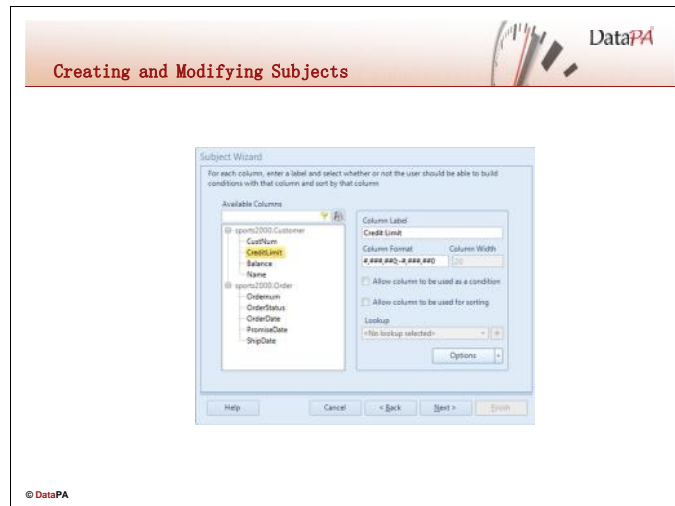 DataPA
Creating and Modifying Subjects
Subject Wizard
For each column, enter a label and select whether or not the user should be able to build
conditions with that column and sort by that column
Available Columns
sports2000.Customer
CustNum
CreditLimit
Balance
Name
sports2000.Order
Ordernum
OrderStatus
OrderDate
PromiseDate
ShipDate
Column Label
Credit Limit
Column Format
Column Width
#,###,##0;-#,###,##0
20
Allow column to be used as a condition
Allow column to be used for sorting
Lookup
<No lookup selected>
Options
Help
Cancel
< Back
Next >
Finish
© DataPA